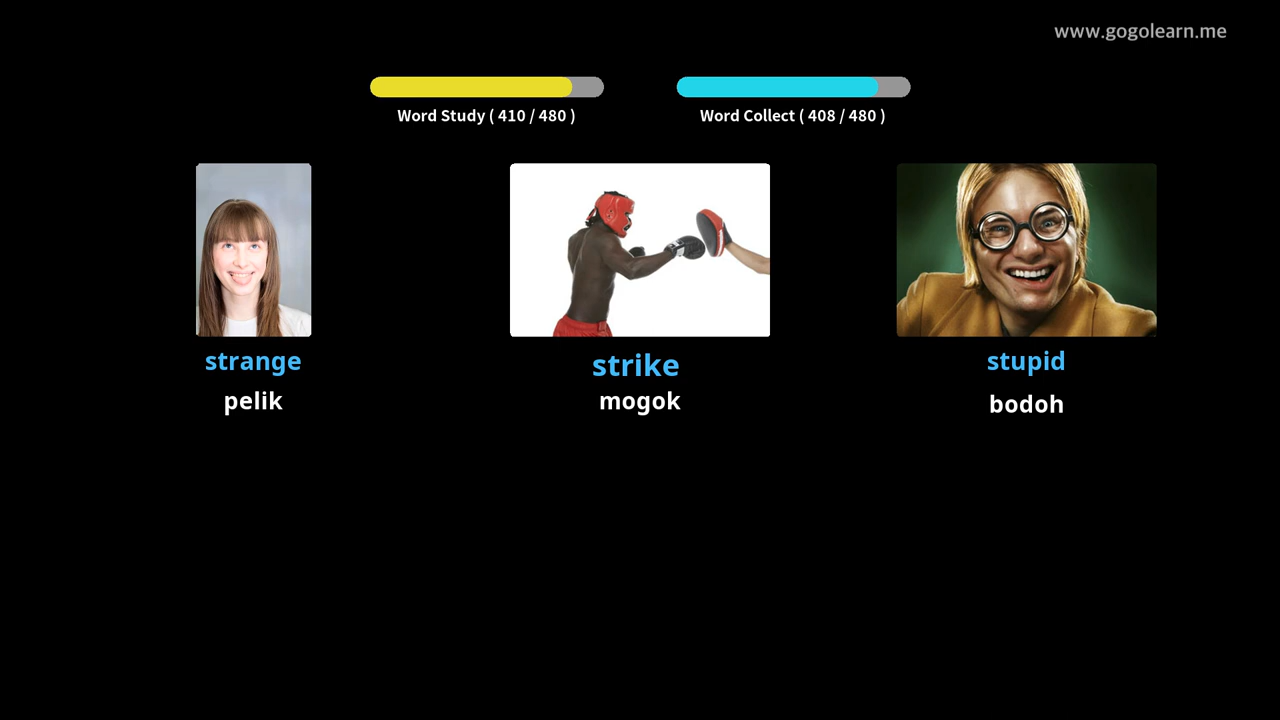 www.gogolearn.me
Word Study ( 410 / 480 )
Word Collect ( 408 / 480 )
strange
pelik
strike
mogok
stupid
bodoh